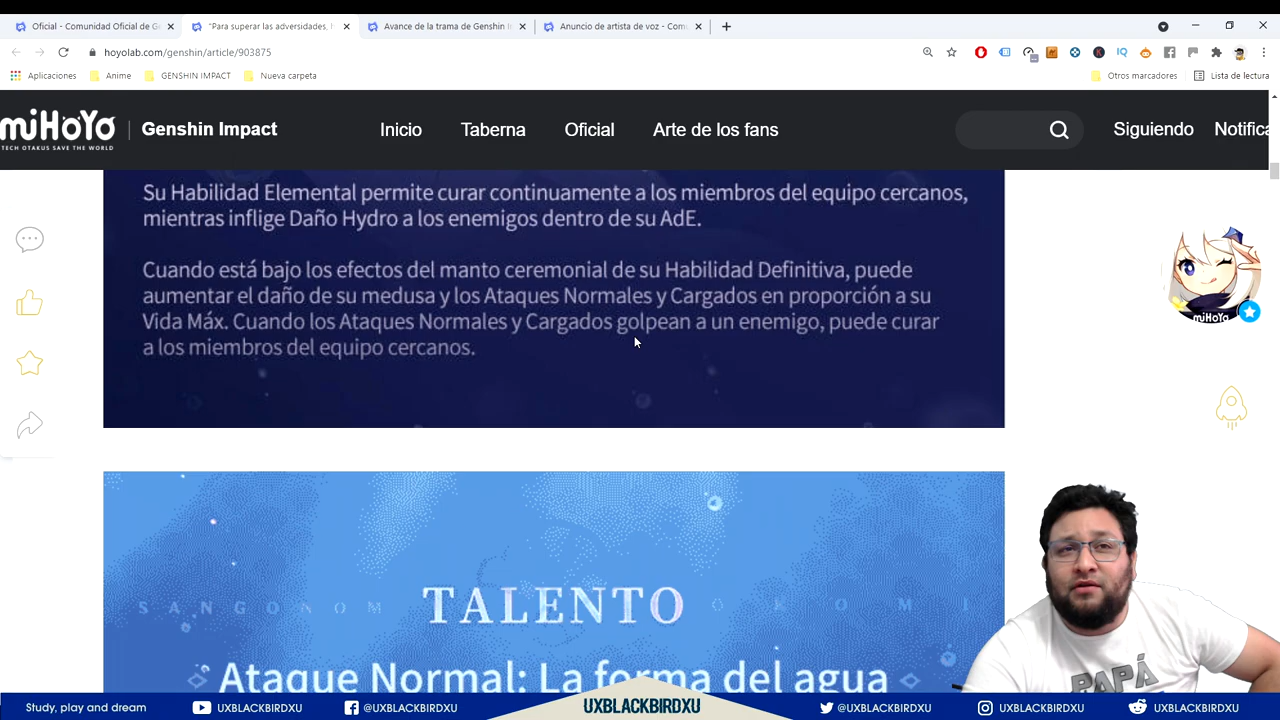 Oficial - Comunidad Oficial de Ge
"Para superar las adversidades, h
Avance de la trama de Genshin I
Anuncio de artista de voz - Com
hoyolab.com/genshin/article/903875
IQ
Aplicaciones
Anime
GENSHIN IMPACT
Nueva carpeta
Otros marcadores
Lista de lectura
miHoYo
TECH OTAKUS SAVE THE WORLD
Genshin Impact
Inicio
Taberna
Oficial
Arte de los fans
Siguiendo
Notifica
Su Habilidad Elemental permite curar continuamente a los miembros del equipo cercanos,
mientras inflige Daño Hydro a los enemigos dentro de su AdE.
Cuando está bajo los efectos del manto ceremonial de su Habilidad Definitiva, puede
aumentar el daño de su medusa y los Ataques Normales y Cargados en proporción a su
Vida Máx. Cuando los Ataques Normales y Cargados golpean a un enemigo, puede curar
a los miembros del equipo cercanos.
miHoYo
SANGONOM
TALENTO
OKOMI
Ataque Normal: La forma del agua
PAPÁ
Study, play and dream
UXBLACKBIRDXU
@UXBLACKBIRDXU
UXBLACKBIRDXU
@UXBLACKBIRDXU
UXBLACKBIRDXU
UXBLACKBIRDXU